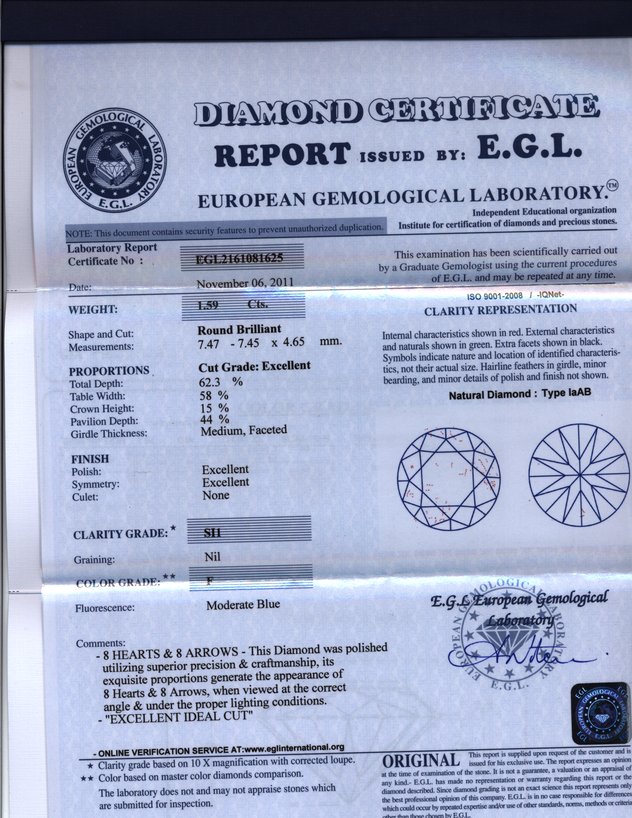 EUROPEAN GEMOLOGICAL LABORATORY
E.G.L.
DIAMOND CERTIFICATE
REPORT ISSUED BY: E.G.L.
EUROPEAN GEMOLOGICAL LABORATORY.™
Independent Educational organization
Institute for certification of diamonds and precious stones.
NOTE: This document contains security features to prevent unauthorized duplication.
Laboratory Report
Certificate No : EGL2161081625
Date: November 06, 2011
WEIGHT: 1.59 Cts.
Shape and Cut: Round Brilliant
Measurements: 7.47 - 7.45 x 4.65 mm.
PROPORTIONS Cut Grade: Excellent
Total Depth: 62.3 %
Table Width: 58 %
Crown Height: 15 %
Pavilion Depth: 44 %
Girdle Thickness: Medium, Faceted
FINISH
Polish: Excellent
Symmetry: Excellent
Culet: None
CLARITY GRADE:★ SI1
Graining: Nil
COLOR GRADE:★★ F
Fluorescence: Moderate Blue
Comments:
- 8 HEARTS & 8 ARROWS - This Diamond was polished
utilizing superior precision & craftmanship, its
exquisite proportions generate the appearance of
8 Hearts & 8 Arrows, when viewed at the correct
angle & under the proper lighting conditions.
- "EXCELLENT IDEAL CUT"
- ONLINE VERIFICATION SERVICE AT:www.eglinternational.org
★ Clarity grade based on 10 X magnification with corrected loupe.
★★ Color based on master color diamonds comparison.
The laboratory does not and may not appraise stones which
are submitted for inspection.
This examination has been scientifically carried out
by a Graduate Gemologist using the current procedures
of E.G.L. and may be repeated at any time.
ISO 9001-2008 / -IQNet-
CLARITY REPRESENTATION
Internal characteristics shown in red. External characteristics
and naturals shown in green. Extra facets shown in black.
Symbols indicate nature and location of identified characteris-
tics, not their actual size. Hairline feathers in girdle, minor
bearding, and minor details of polish and finish not shown.
Natural Diamond : Type IaAB
E.G.L European Gemological
Laboratory
EUROPEAN GEMOLOGICAL
E.G.L.
EGL
EUROPEAN GEMOLOGICAL
ORIGINAL This report is supplied upon request of the customer and is
issued for his exclusive use. The report expresses an opinion
at the time of examination of the stone. It is not a guarantee, a valuation or an appraisal of
any kind.- E.G.L. has made no representation or warranty regarding this report or the
diamond described. Since diamond grading is not an exact science this report represents only
the best professional opinion of this company. E.G.L. is in no case responsible for differences
which could occur by repeated expertise and/or use of other standards, norms, methods or criteria
other than those chosen by E.G.L.